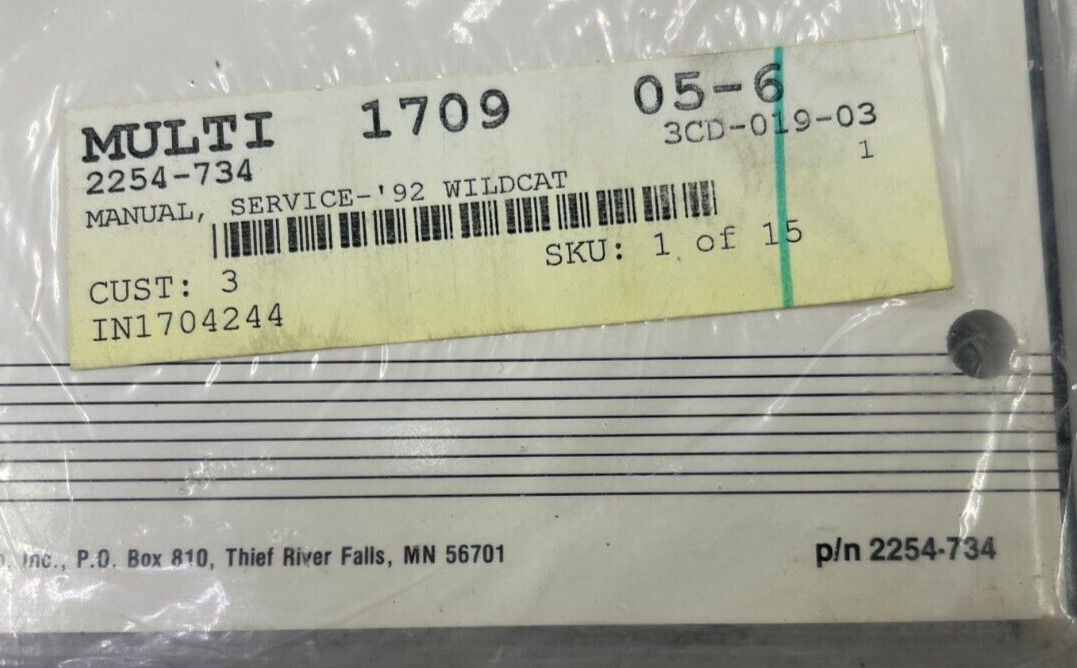 MULTI 1709 05-6
2254-734 3CD-019-03
MANUAL, SERVICE-'92 WILDCAT 1
SKU: 1 of 15
CUST: 3
IN1704244
Inc., P.O. Box 810, Thief River Falls, MN 56701
p/n 2254-734